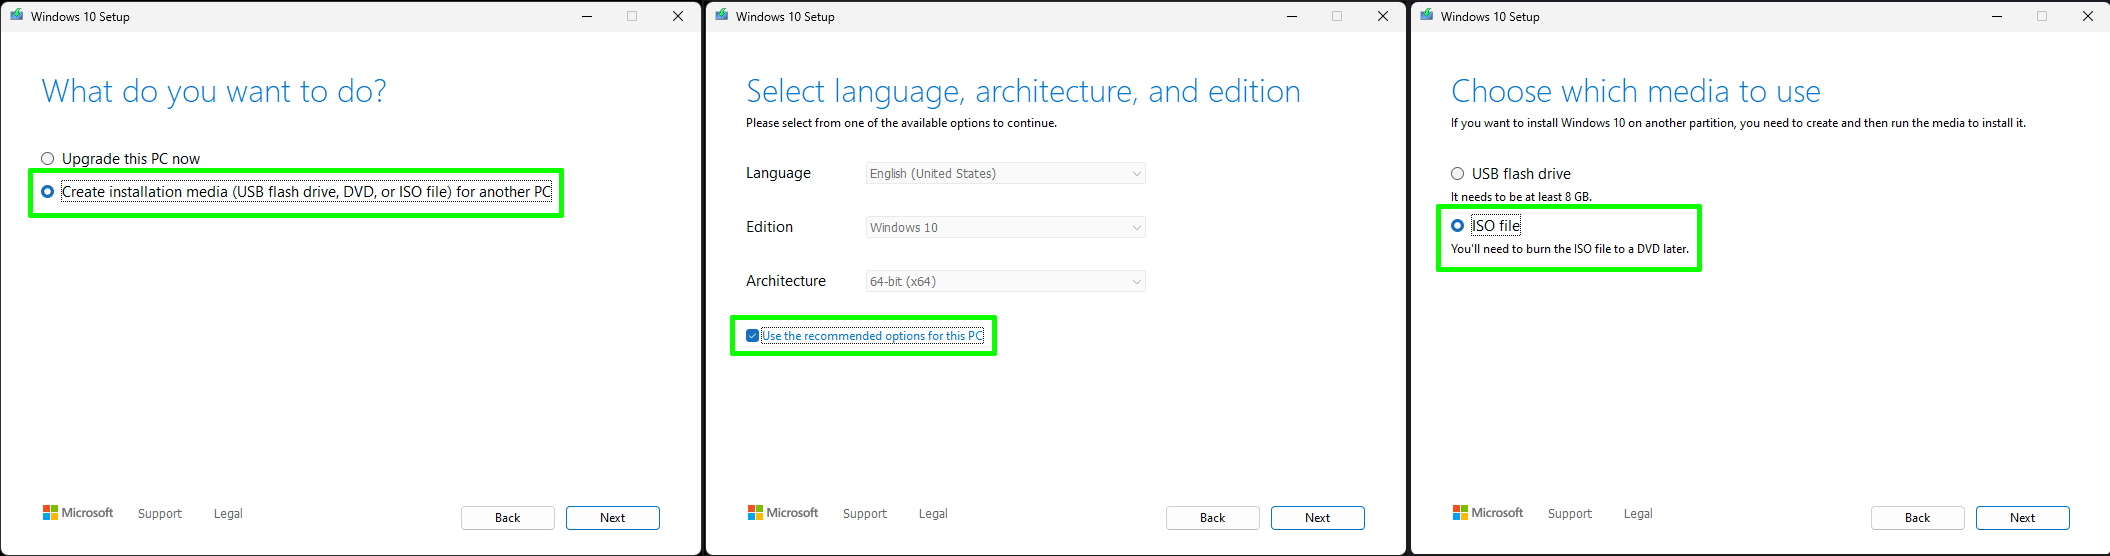 Windows 10 Setup
What do you want to do?
Upgrade this PC now
Create installation media (USB flash drive, DVD, or ISO file) for another PC
Microsoft
Support
Legal
Back
Next
Windows 10 Setup
Select language, architecture, and edition
Please select from one of the available options to continue.
Language
English (United States)
Edition
Windows 10
Architecture
64-bit (x64)
Use the recommended options for this PC
Microsoft
Support
Legal
Back
Next
Windows 10 Setup
Choose which media to use
If you want to install Windows 10 on another partition, you need to create and then run the media to install it.
USB flash drive
It needs to be at least 8 GB.
ISO file
You'll need to burn the ISO file to a DVD later.
Microsoft
Support
Legal
Back
Next